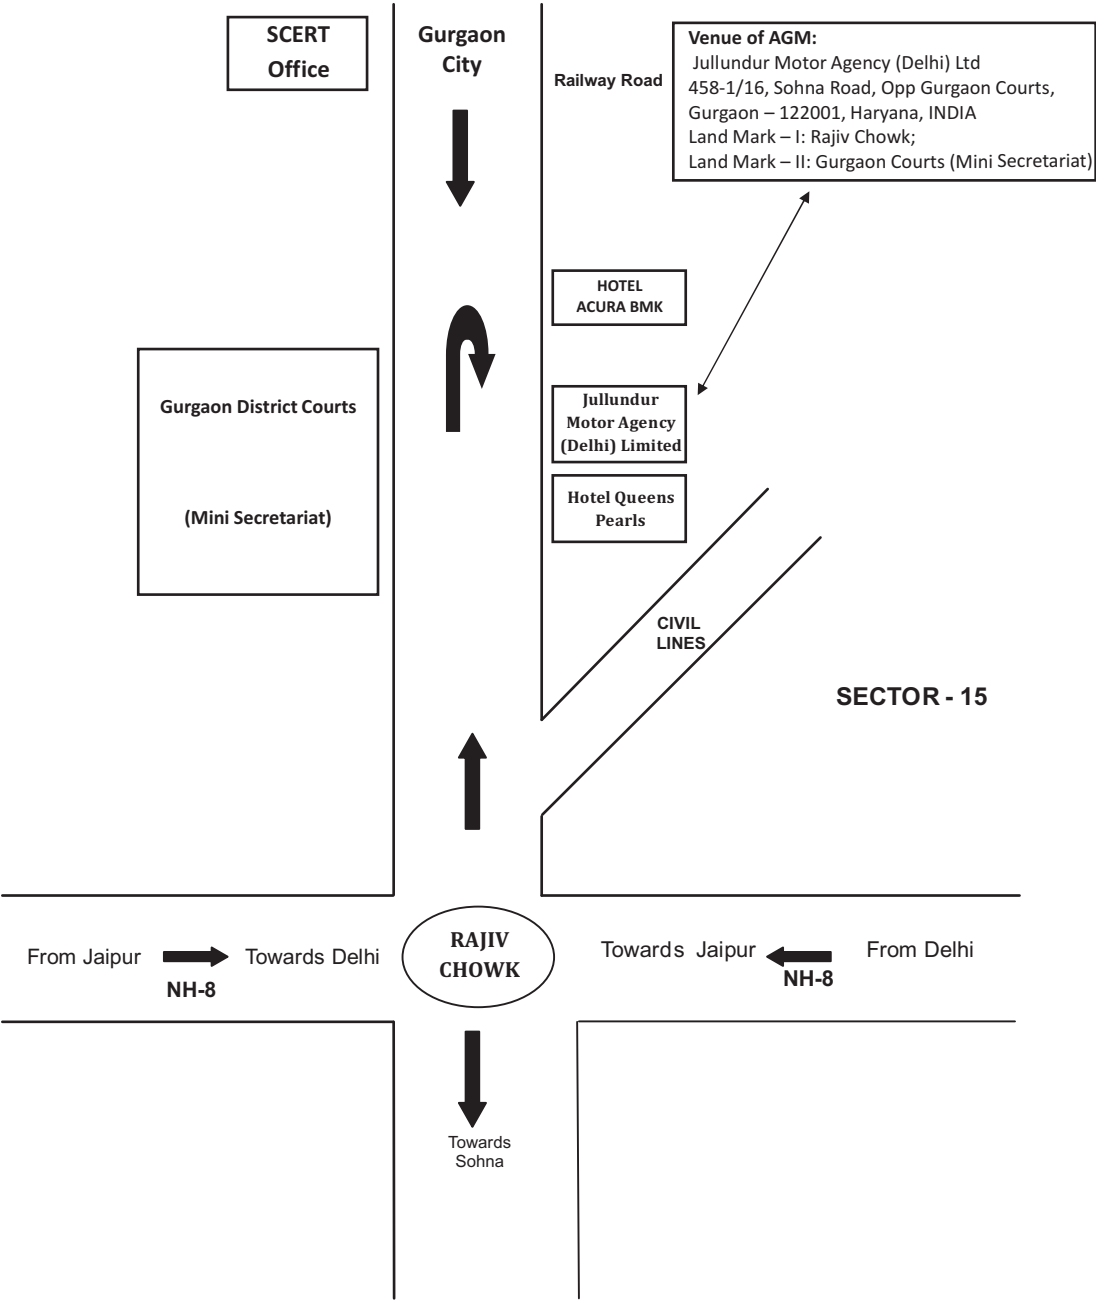 SCERT
Office
Gurgaon
City
Railway Road
Venue of AGM:
Jullundur Motor Agency (Delhi) Ltd
458-1/16, Sohna Road, Opp Gurgaon Courts,
Gurgaon – 122001, Haryana, INDIA
Land Mark – I: Rajiv Chowk;
Land Mark – II: Gurgaon Courts (Mini Secretariat)
HOTEL
ACURA BMK
Gurgaon District Courts
(Mini Secretariat)
Jullundur
Motor Agency
(Delhi) Limited
Hotel Queens
Pearls
CIVIL
LINES
SECTOR - 15
From Jaipur
Towards Delhi
NH-8
RAJIV
CHOWK
Towards Jaipur
From Delhi
NH-8
Towards
Sohna